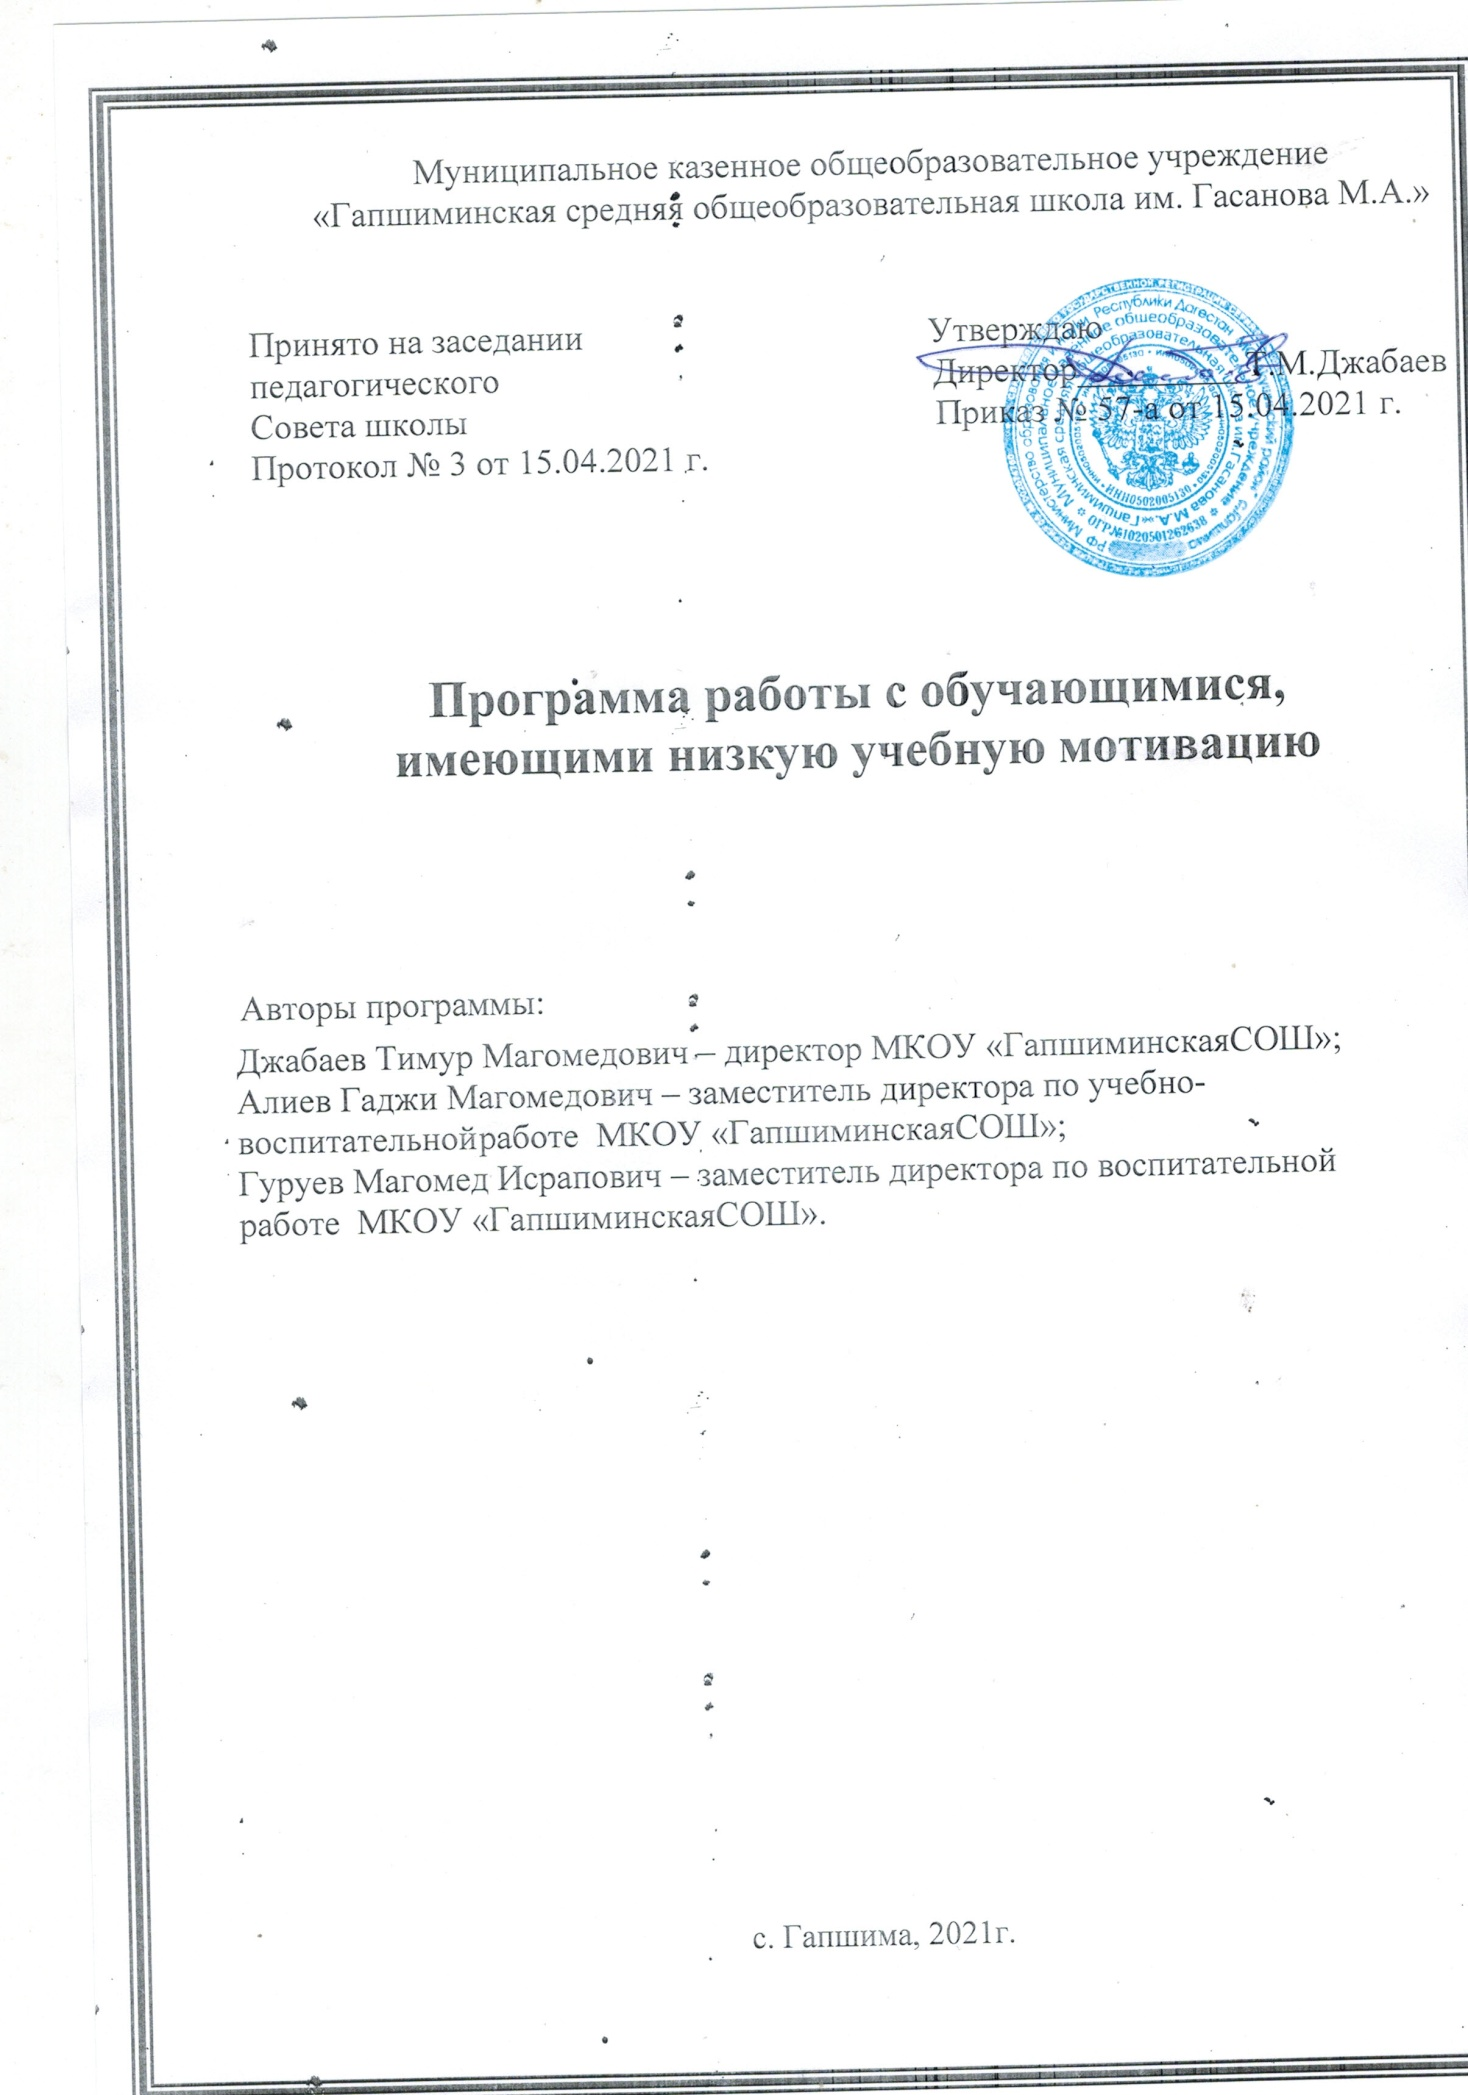 Муниципальное казенное общеобразовательное учреждение
«Гапшиминская средняя общеобразовательная школа им. Гасанова М.А.»
Принято на заседании
педагогического
Совета школы
Протокол № 3 от 15.04.2021 г.
Утверждаю
Директор Т.М.Джабаев
Приказ № 57-а от 15.04.2021 г.
ИНН0502005130
1020501262638
Программа работы с обучающимися,
имеющими низкую учебную мотивацию
Авторы программы:
Джабаев Тимур Магомедович – директор МКОУ «ГапшиминскаяСОШ»;
Алиев Гаджи Магомедович – заместитель директора по учебно-
воспитательнойработе МКОУ «ГапшиминскаяСОШ»;
Гуруев Магомед Исрапович – заместитель директора по воспитательной
работе МКОУ «ГапшиминскаяСОШ».
с. Гапшима, 2021г.